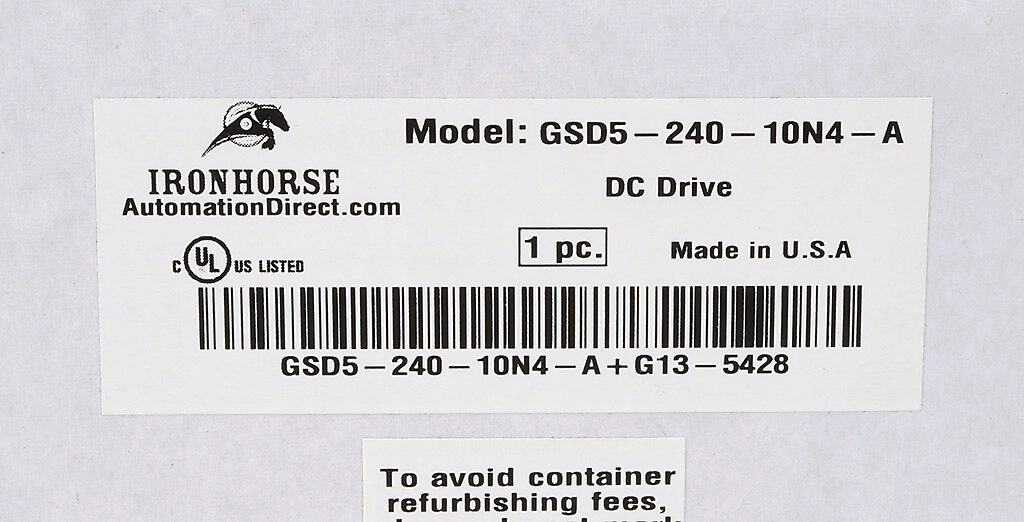 Model: GSD5-240-10N4-A
IRONHORSE
AutomationDirect.com
DC Drive
C UL US LISTED
1 pc.
Made in U.S.A
GSD5-240-10N4-A+G13-5428
To avoid container
refurbishing fees,